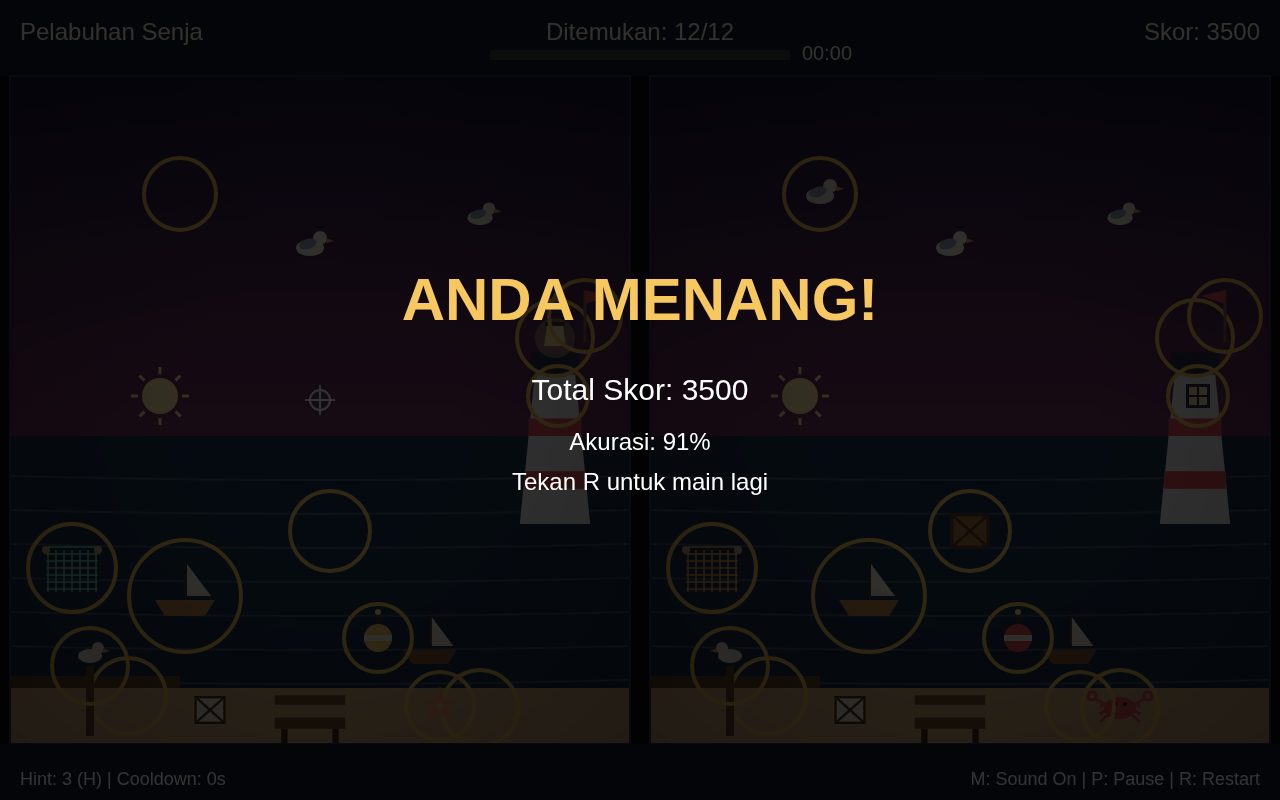 Pelabuhan Senja
Ditemukan: 12/12
00:00
Skor: 3500
ANDA MENANG!
Total Skor: 3500
Akurasi: 91%
Tekan R untuk main lagi
Hint: 3 (H) | Cooldown: 0s
M: Sound On | P: Pause | R: Restart